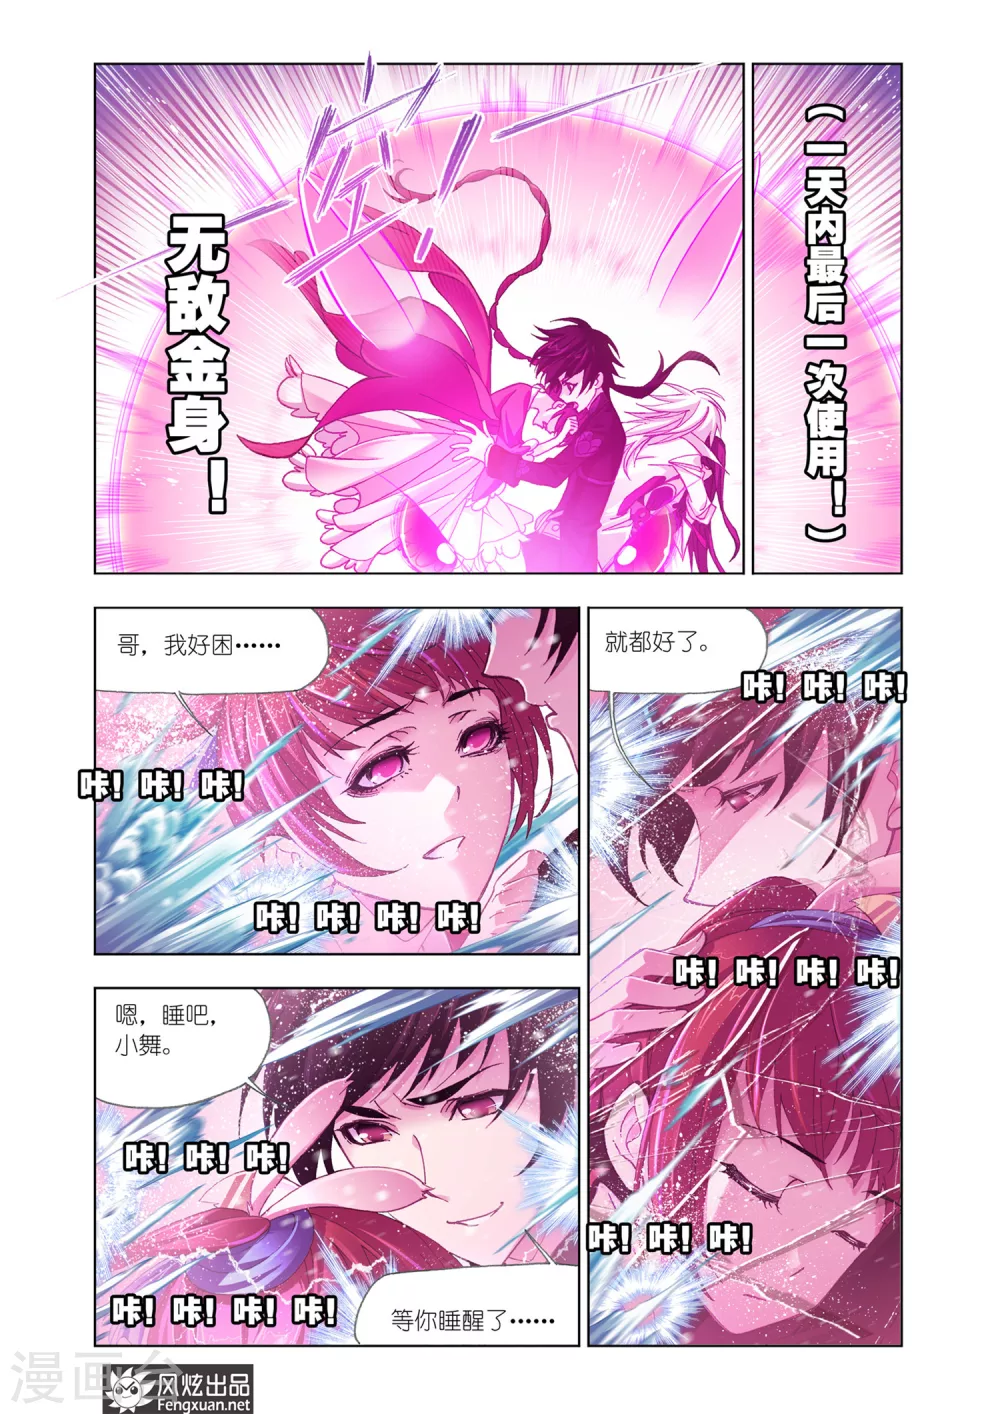 无敌金身！
（一天内最后一次使用！）
哥，我好困……
咔！咔！咔！
咔！咔！咔！咔！
嗯，睡吧，
小舞。
咔！咔！咔！
咔！咔！咔！咔！
等你睡醒了……
就都好了。
咔！咔！咔！
咔！咔！咔！咔！
咔！咔！咔！
漫画台
风炫出品
Fengxuan.net